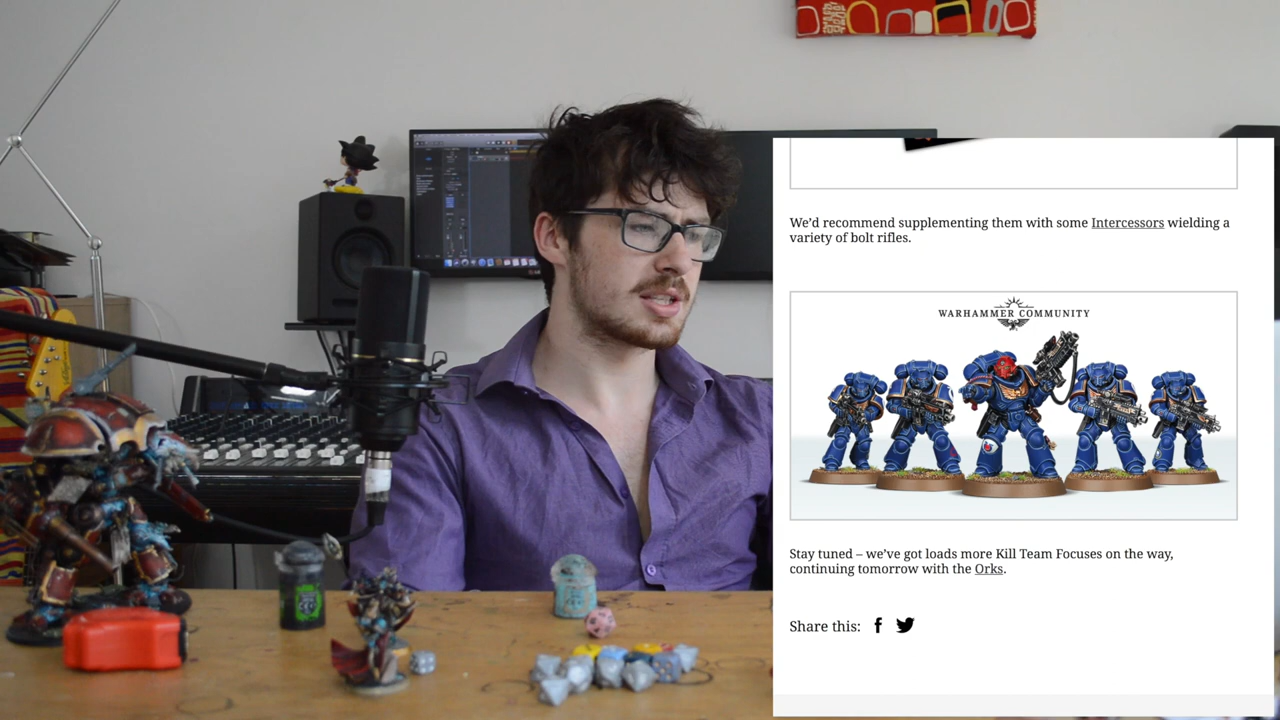 We'd recommend supplementing them with some Intercessors wielding a
variety of bolt rifles.
WARHAMMER COMMUNITY
Stay tuned – we've got loads more Kill Team Focuses on the way,
continuing tomorrow with the Orks.
Share this: